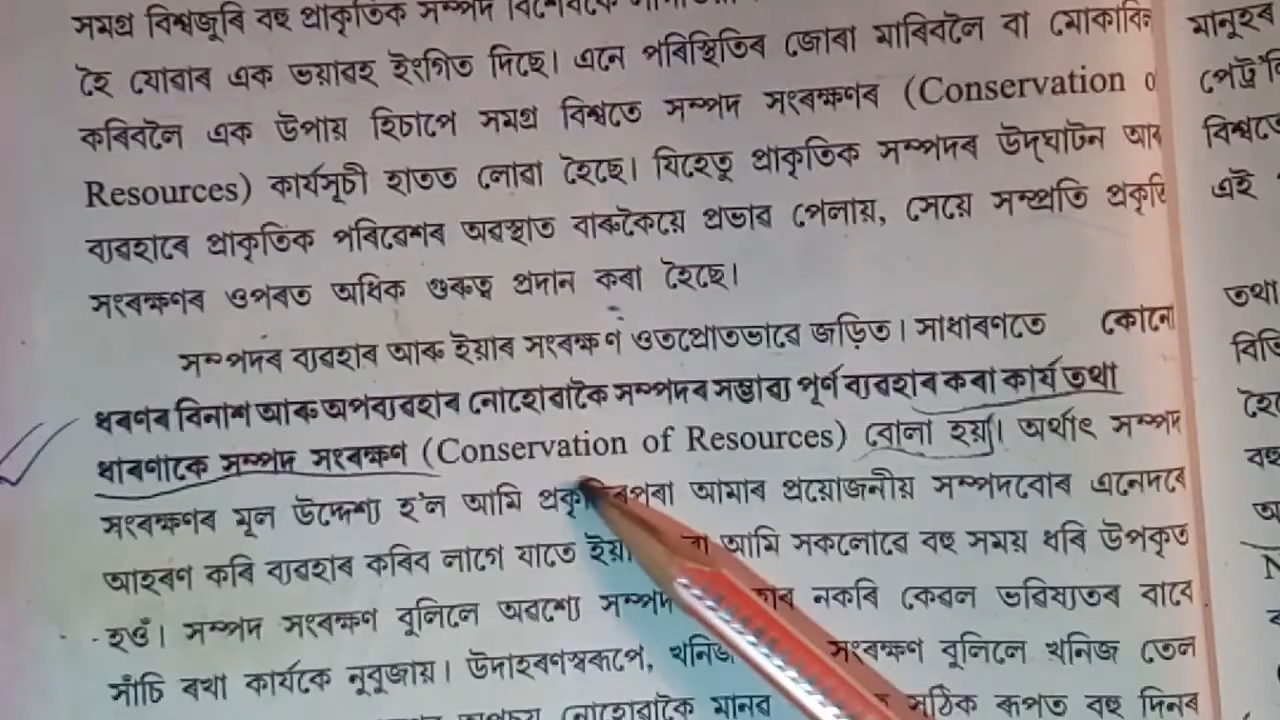 সমগ্ৰ বিশ্বজুৰি বহু প্ৰাকৃতিক সম্পদ
হৈ যোৱাৰ এক ভয়াবহ ইংগিত দিছে। এনে পৰিস্থিতিৰ জোৰা মাৰিবলৈ বা
কৰিবলৈ এক উপায় হিচাপে সমগ্ৰ বিশ্বতে সম্পদ সংৰক্ষণৰ (Conservation
Resources) কাৰ্যসূচী হাতত লোৱা হৈছে। যিহেতু প্ৰাকৃতিক সম্পদৰ উদ্‌ঘাটন
ব্যৱহাৰে প্ৰাকৃতিক পৰিৱেশৰ অৱস্থাত বাৰুকৈয়ে প্ৰভাৱ পেলায়, সেয়ে সম্প্ৰতি
সংৰক্ষণৰ ওপৰত অধিক গুৰুত্ব প্ৰদান কৰা হৈছে।
সম্পদৰ ব্যৱহাৰ আৰু ইয়াৰ সংৰক্ষণ ওতপ্ৰোতভাৱে জড়িত। সাধাৰণতে কোনো
ধৰণৰ বিনাশ আৰু অপব্যৱহাৰ নোহোৱাকৈ সম্পদৰ সম্ভাব্য পূৰ্ণ ব্যৱহাৰ কৰা কাৰ্য তথা
ধাৰণাকে সম্পদ সংৰক্ষণ (Conservation of Resources) বোলা হয়। অৰ্থাৎ সম্পদ
সংৰক্ষণৰ মূল উদ্দেশ্য হ'ল আমি আমাৰ প্ৰয়োজনীয় সম্পদবোৰ এনেদৰে
আহৰণ কৰি ব্যৱহাৰ কৰিব লাগে যাতে আমি সকলোৱে বহু সময় ধৰি উপকৃত
হওঁ। সম্পদ সংৰক্ষণ বুলিলে অৱশ্যে নকৰি কেৱল ভৱিষ্যতৰ বাবে
সাঁচি ৰখা কাৰ্যকে নুবুজায়। উদাহৰণস্বৰূপে, সংৰক্ষণ বুলিলে খনিজ তেল
নোহোৱাকৈ মানৱ সঠিক ৰূপত বহু দিনৰ
মানুহৰ
এই
তথা